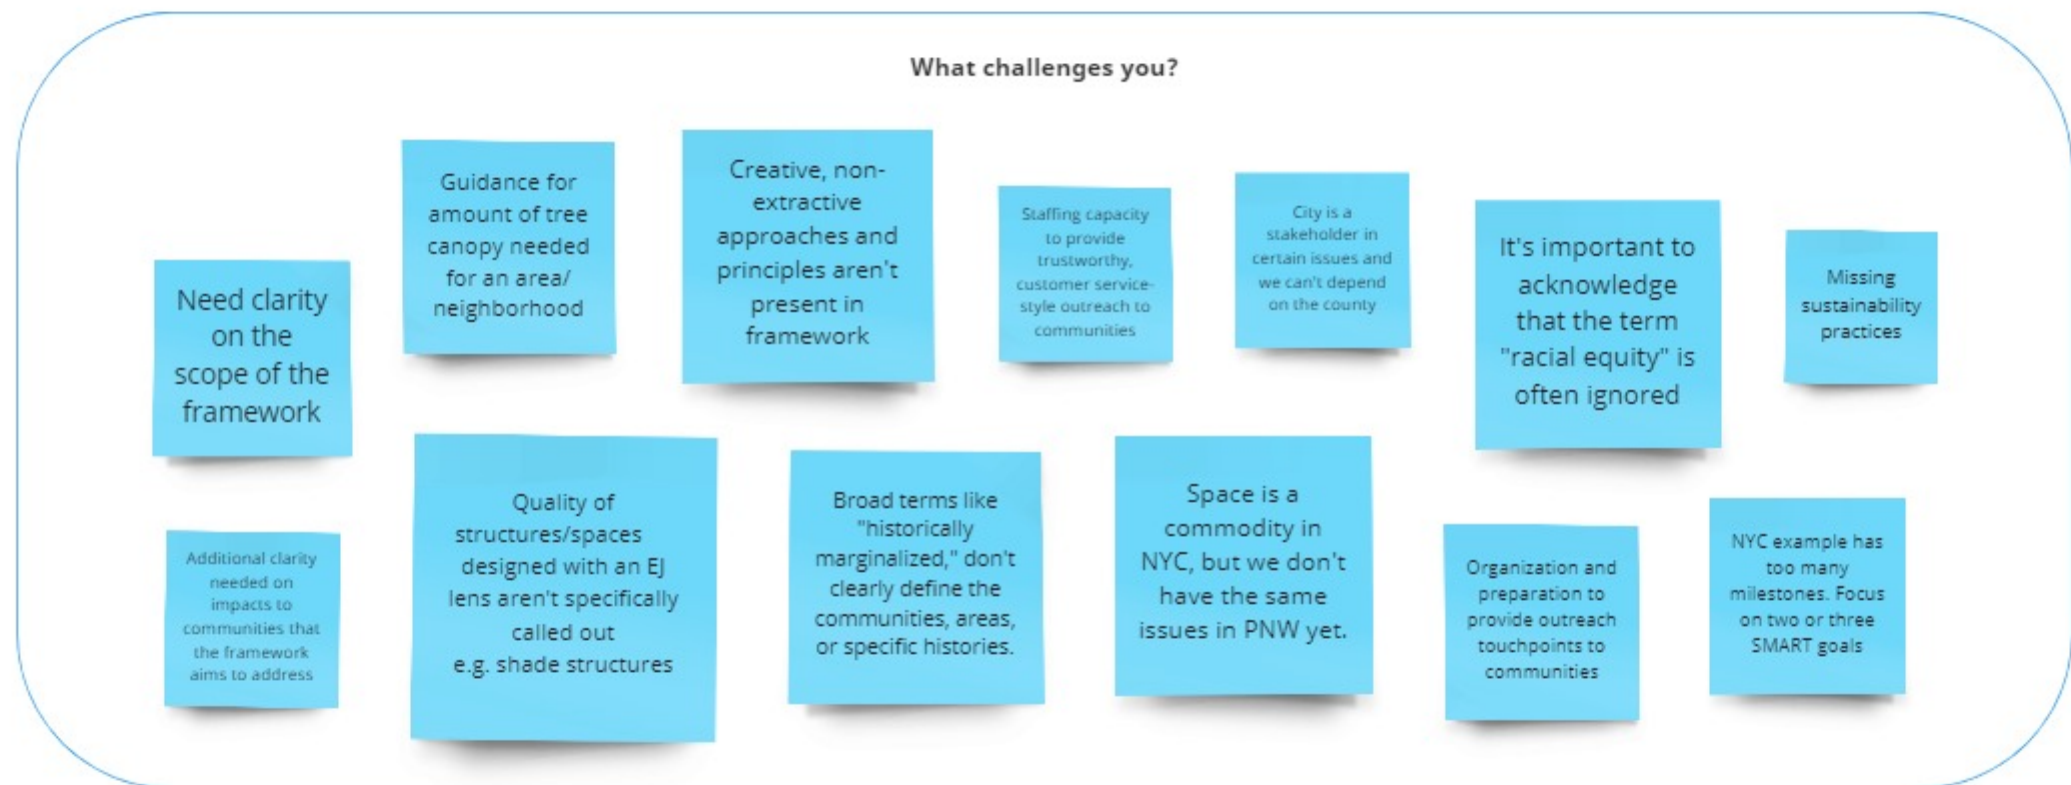 What challenges you?
Need clarity
on the
scope of the
framework
Guidance for
amount of tree
canopy needed
for an area/
neighborhood
Creative, non-
extractive
approaches and
principles aren't
present in
framework
Staffing capacity
to provide
trustworthy,
customer service-
style outreach to
communities
City is a
stakeholder in
certain issues and
we can't depend
on the county
It's important to
acknowledge
that the term
"racial equity" is
often ignored
Missing
sustainability
practices
Additional clarity
needed on
impacts to
communities that
the framework
aims to address
Quality of
structures/spaces
designed with an EJ
lens aren't specifically
called out
e.g. shade structures
Broad terms like
"historically
marginalized," don't
clearly define the
communities, areas,
or specific histories.
Space is a
commodity in
NYC, but we don't
have the same
issues in PNW yet.
Organization and
preparation to
provide outreach
touchpoints to
communities
NYC example has
too many
milestones. Focus
on two or three
SMART goals